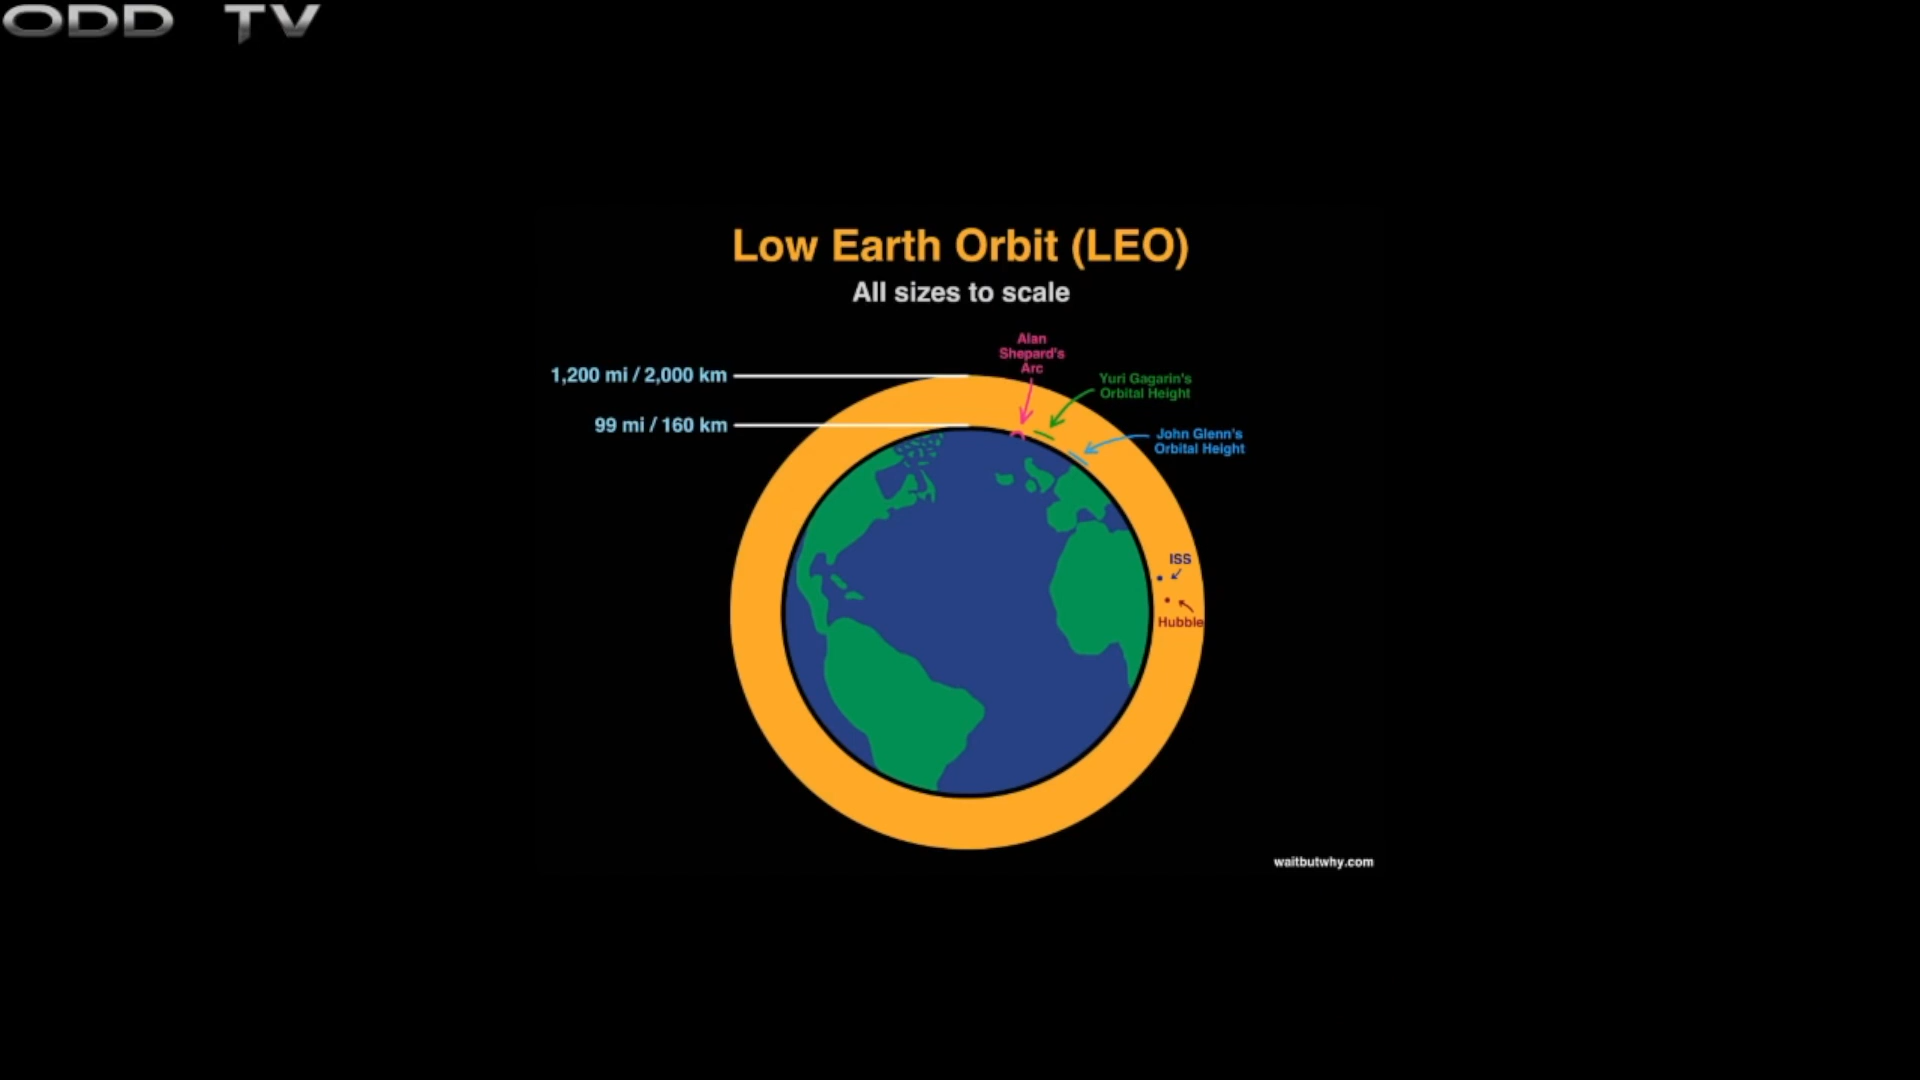 ODD TV
Low Earth Orbit (LEO)
All sizes to scale
Alan
Shepard's
Arc
1,200 mi / 2,000 km
Yuri Gagarin's
Orbital Height
99 mi / 160 km
John Glenn's
Orbital Height
ISS
Hubble
waitbutwhy.com